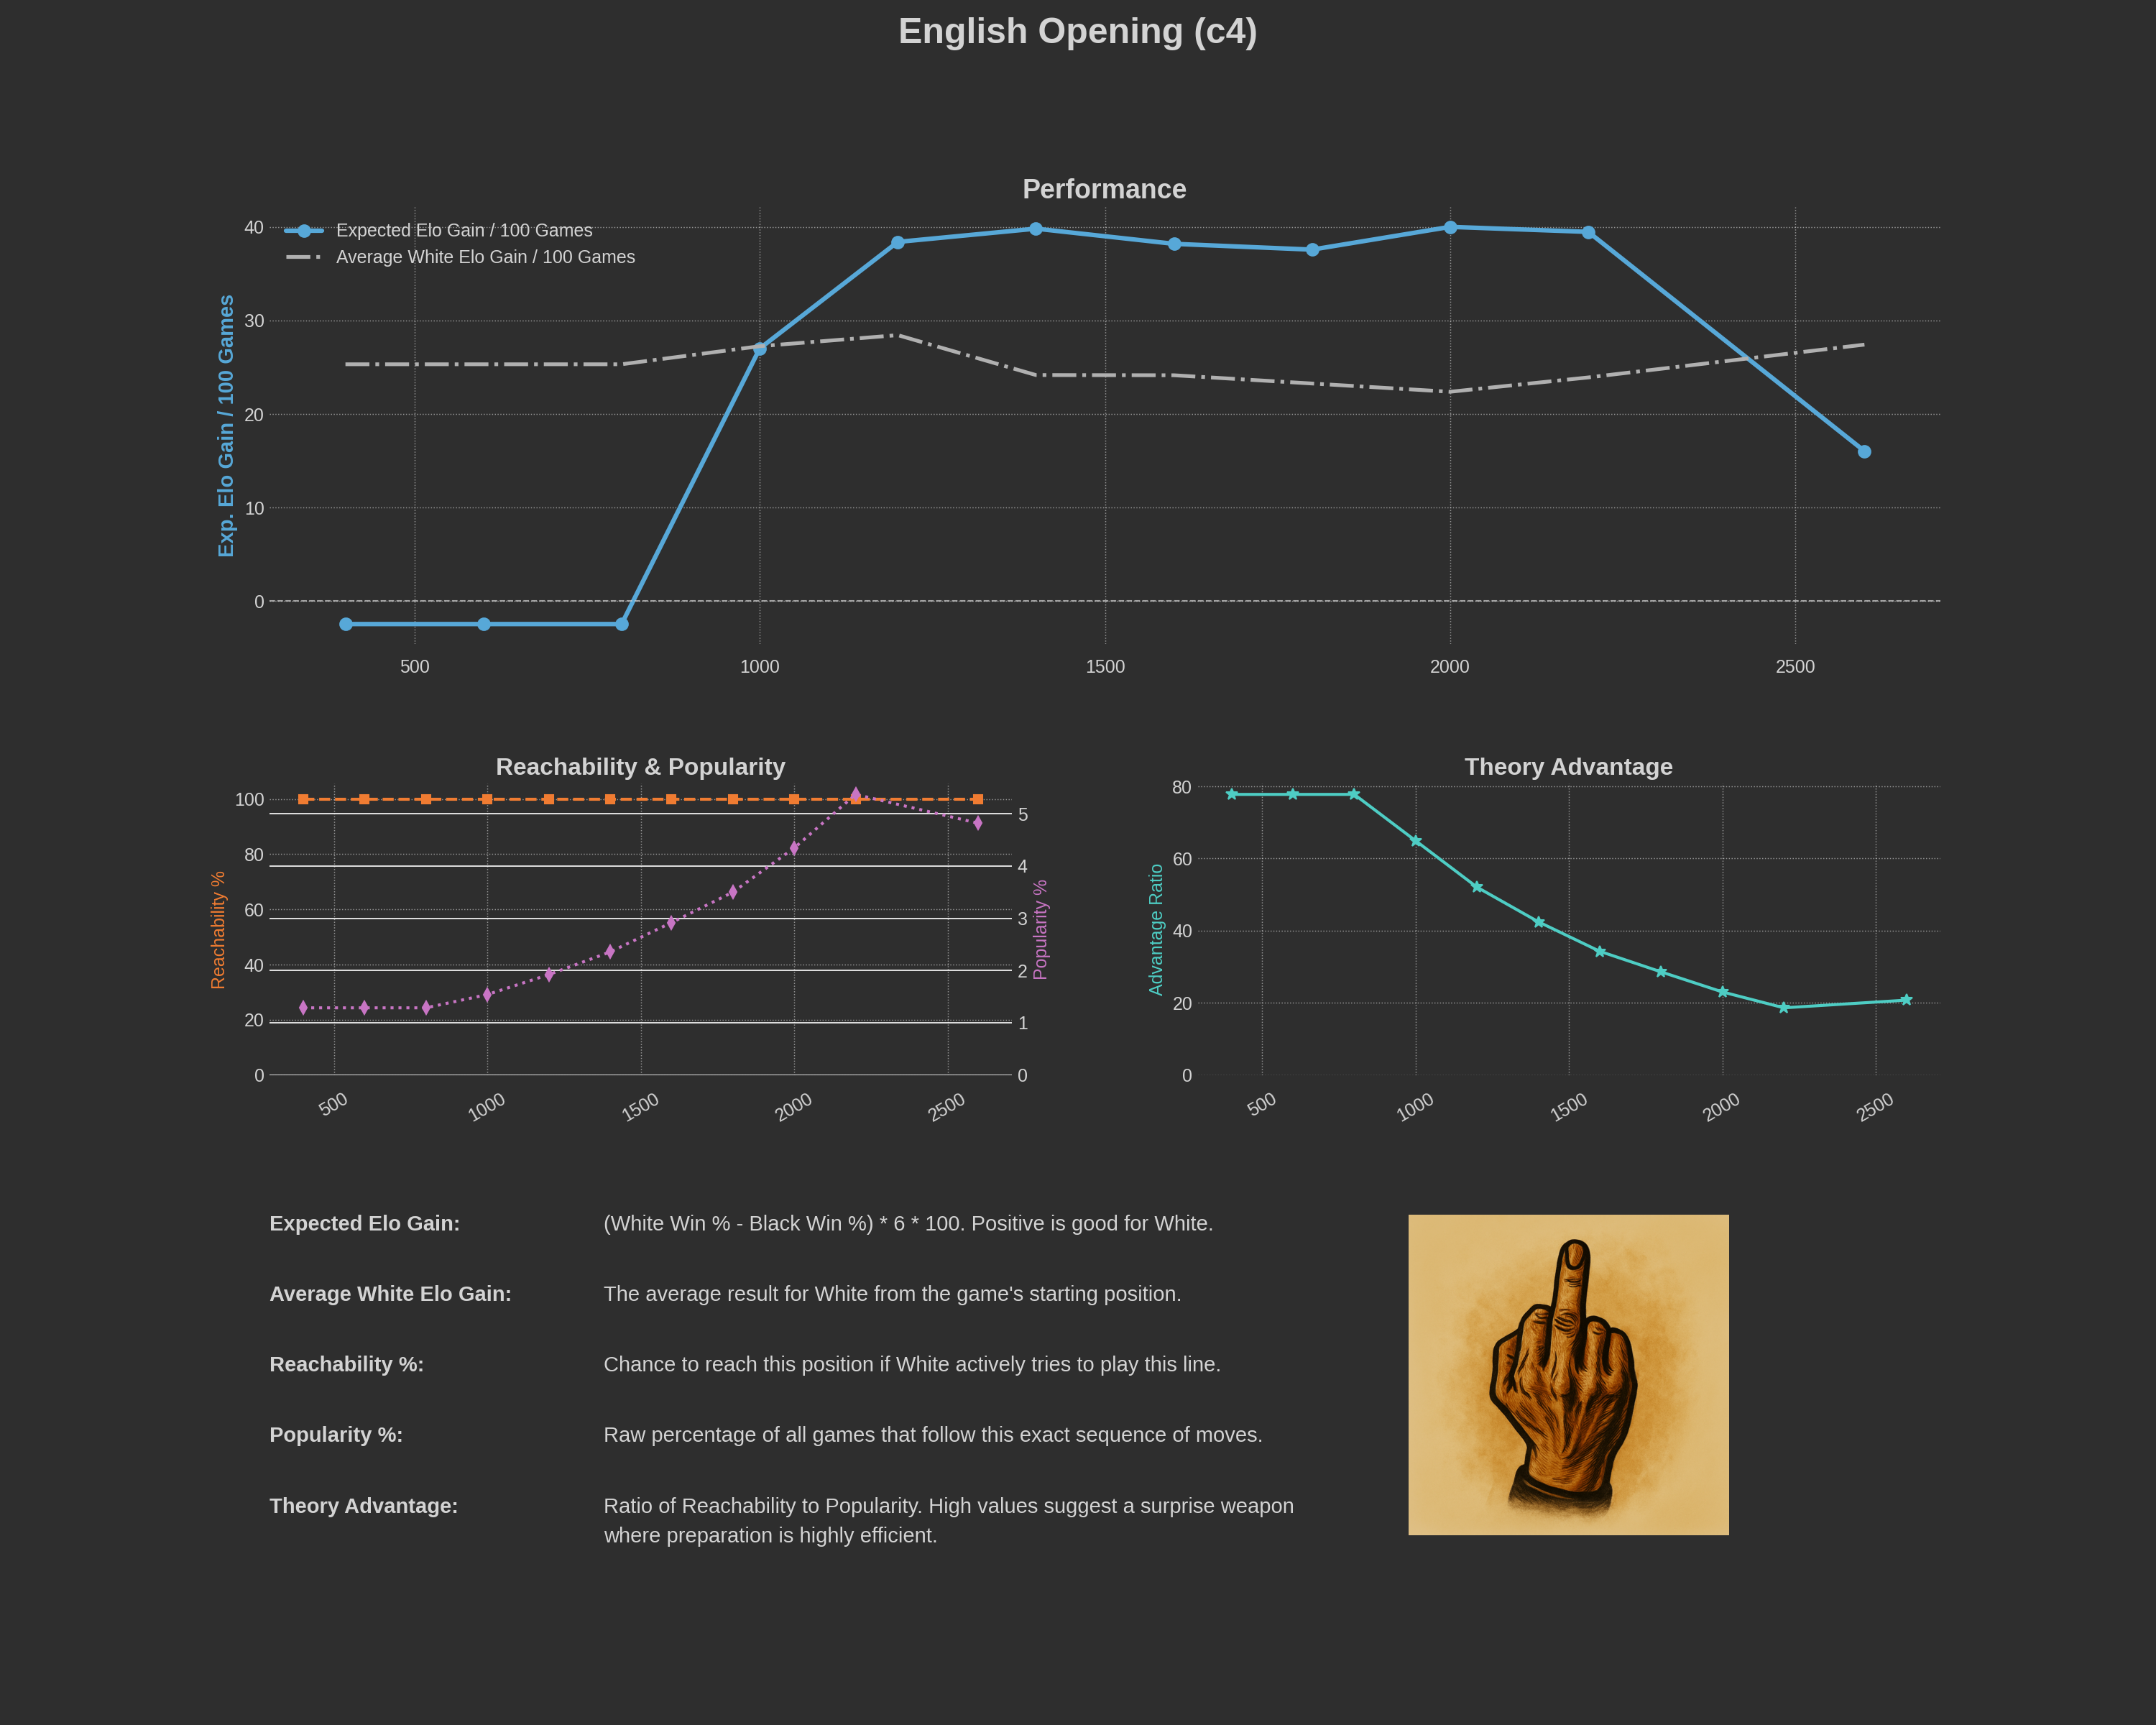 English Opening (c4)
Performance
Expected Elo Gain / 100 Games
Average White Elo Gain / 100 Games
Exp. Elo Gain / 100 Games
40
30
20
10
0
500 1000 1500 2000 2500
Reachability & Popularity
Reachability %
100
80
60
40
20
0
5
4
3
2
1
0
Popularity %
500 1000 1500 2000 2500
Theory Advantage
Advantage Ratio
80
60
40
20
0
500 1000 1500 2000 2500
Expected Elo Gain: (White Win % - Black Win %) * 6 * 100. Positive is good for White.
Average White Elo Gain: The average result for White from the game's starting position.
Reachability %: Chance to reach this position if White actively tries to play this line.
Popularity %: Raw percentage of all games that follow this exact sequence of moves.
Theory Advantage: Ratio of Reachability to Popularity. High values suggest a surprise weapon
where preparation is highly efficient.